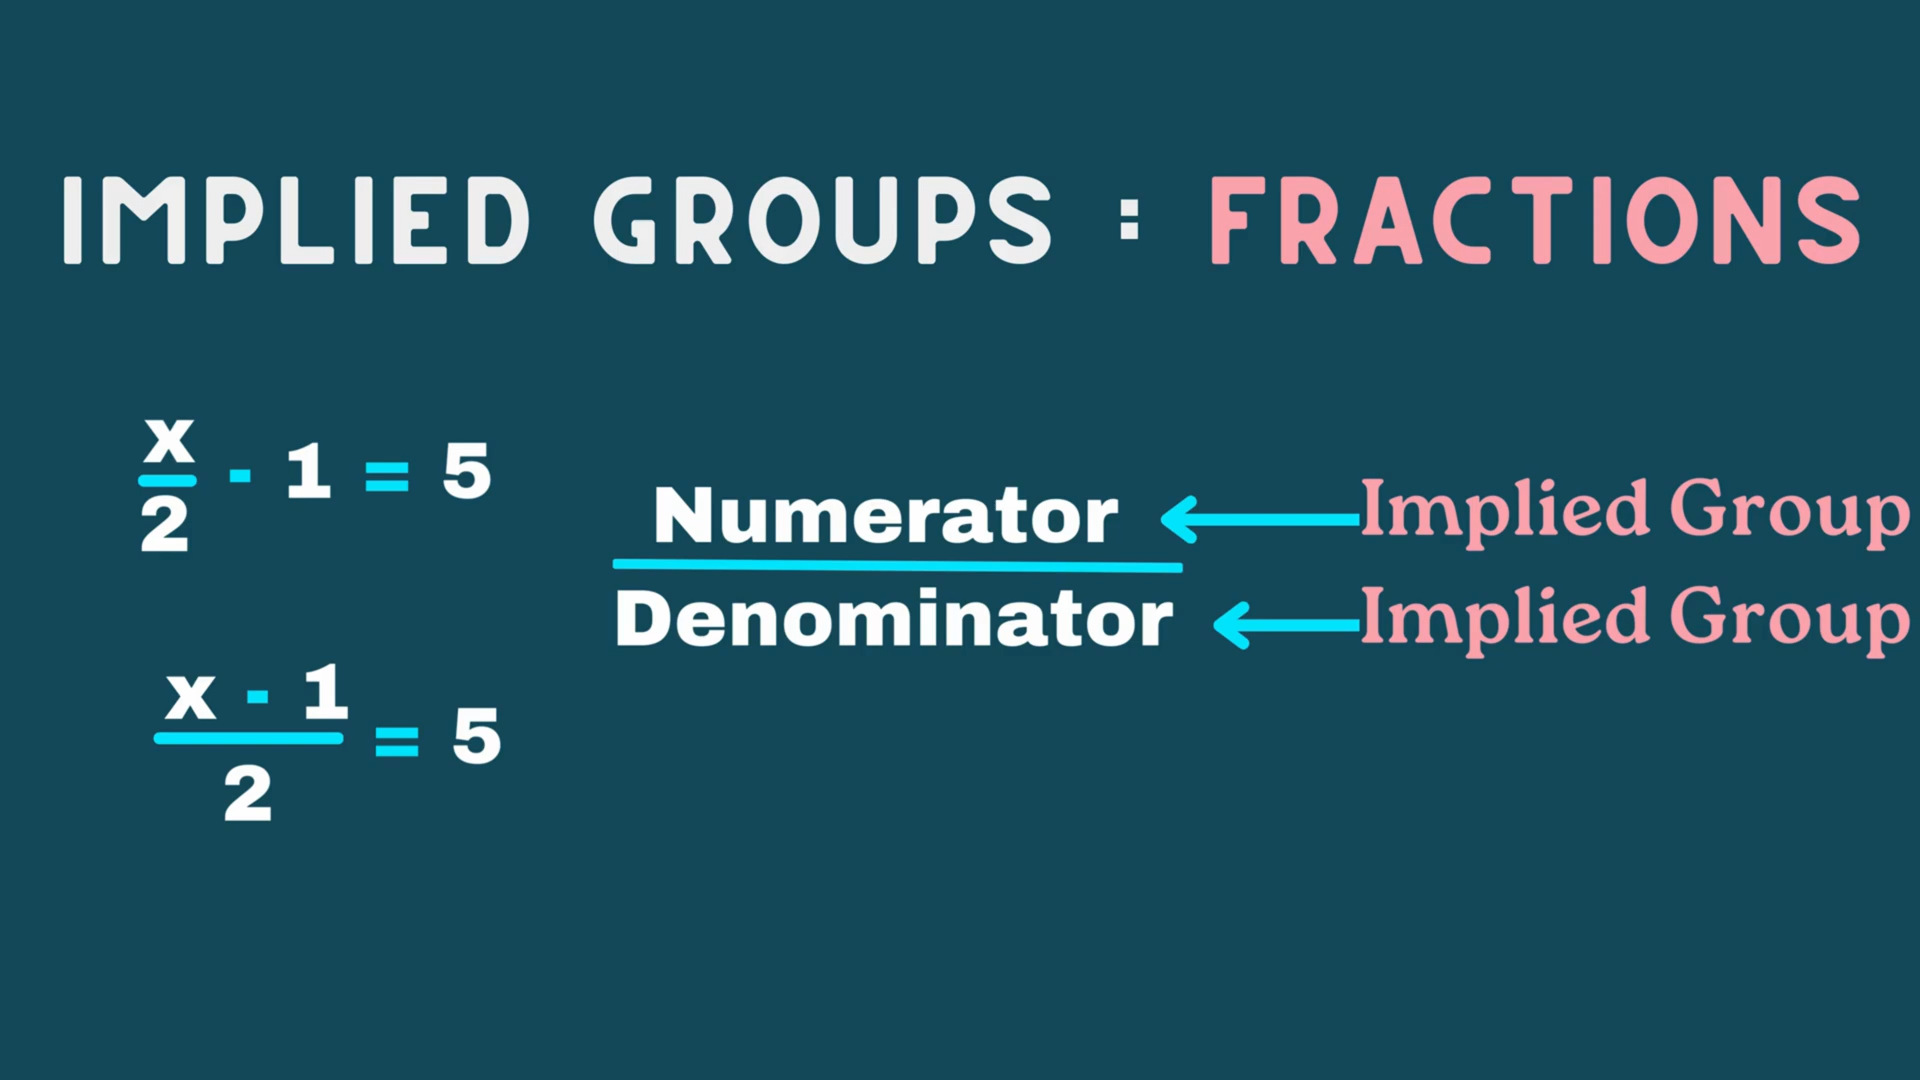 IMPLIED GROUPS : FRACTIONS
x
2
- 1 = 5
x - 1
2
= 5
Numerator
Denominator
Implied Group
Implied Group